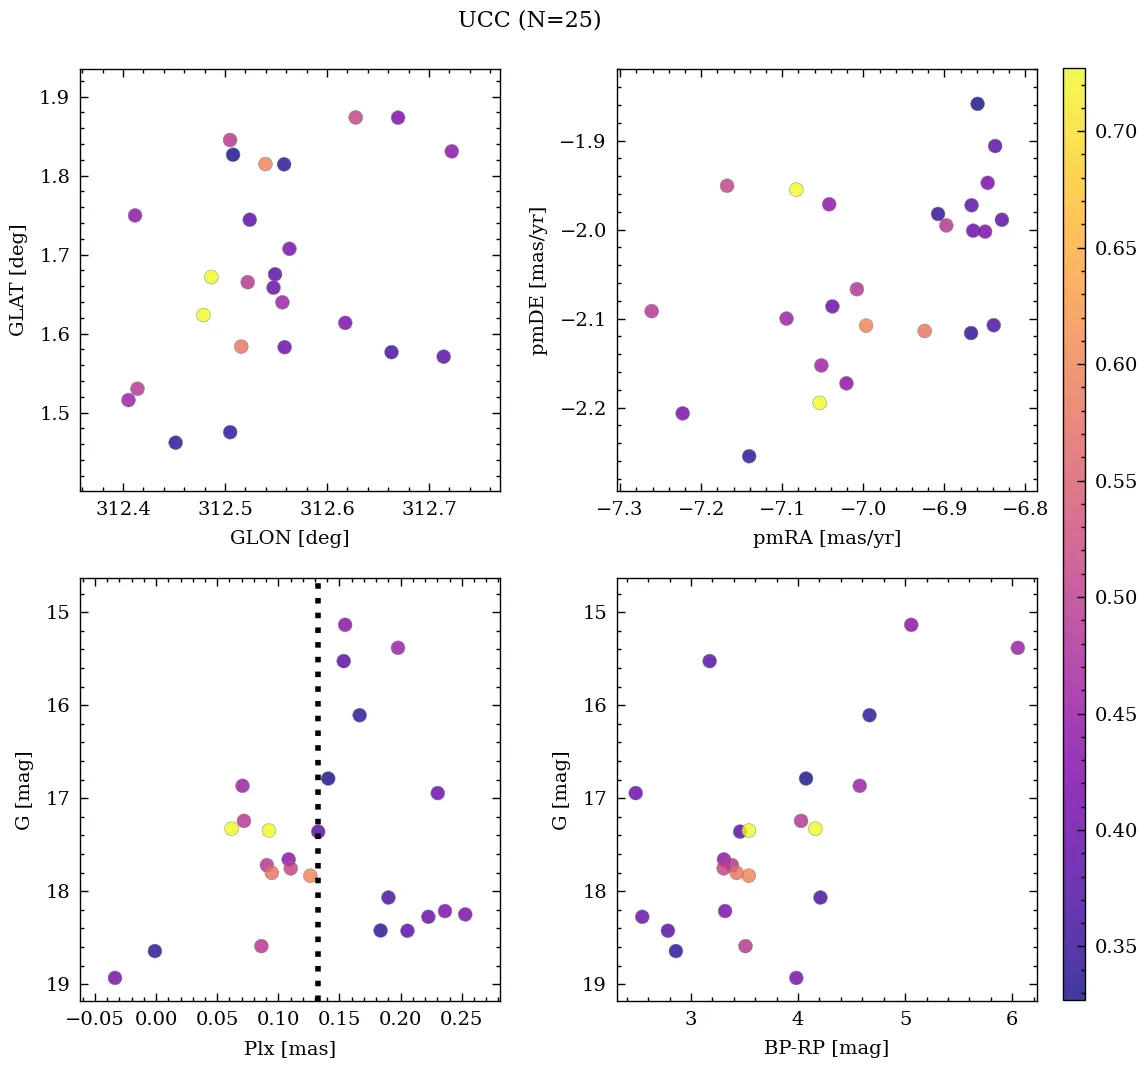 UCC (N=25)
1.9
1.8
1.7
1.6
1.5
GLAT [deg]
312.4 312.5 312.6 312.7
GLON [deg]
−1.9
−2.0
−2.1
−2.2
pmDE [mas/yr]
−7.3 −7.2 −7.1 −7.0 −6.9 −6.8
pmRA [mas/yr]
15
16
17
18
19
G [mag]
−0.05 0.00 0.05 0.10 0.15 0.20 0.25
Plx [mas]
15
16
17
18
19
G [mag]
3 4 5 6
BP-RP [mag]
0.70
0.65
0.60
0.55
0.50
0.45
0.40
0.35